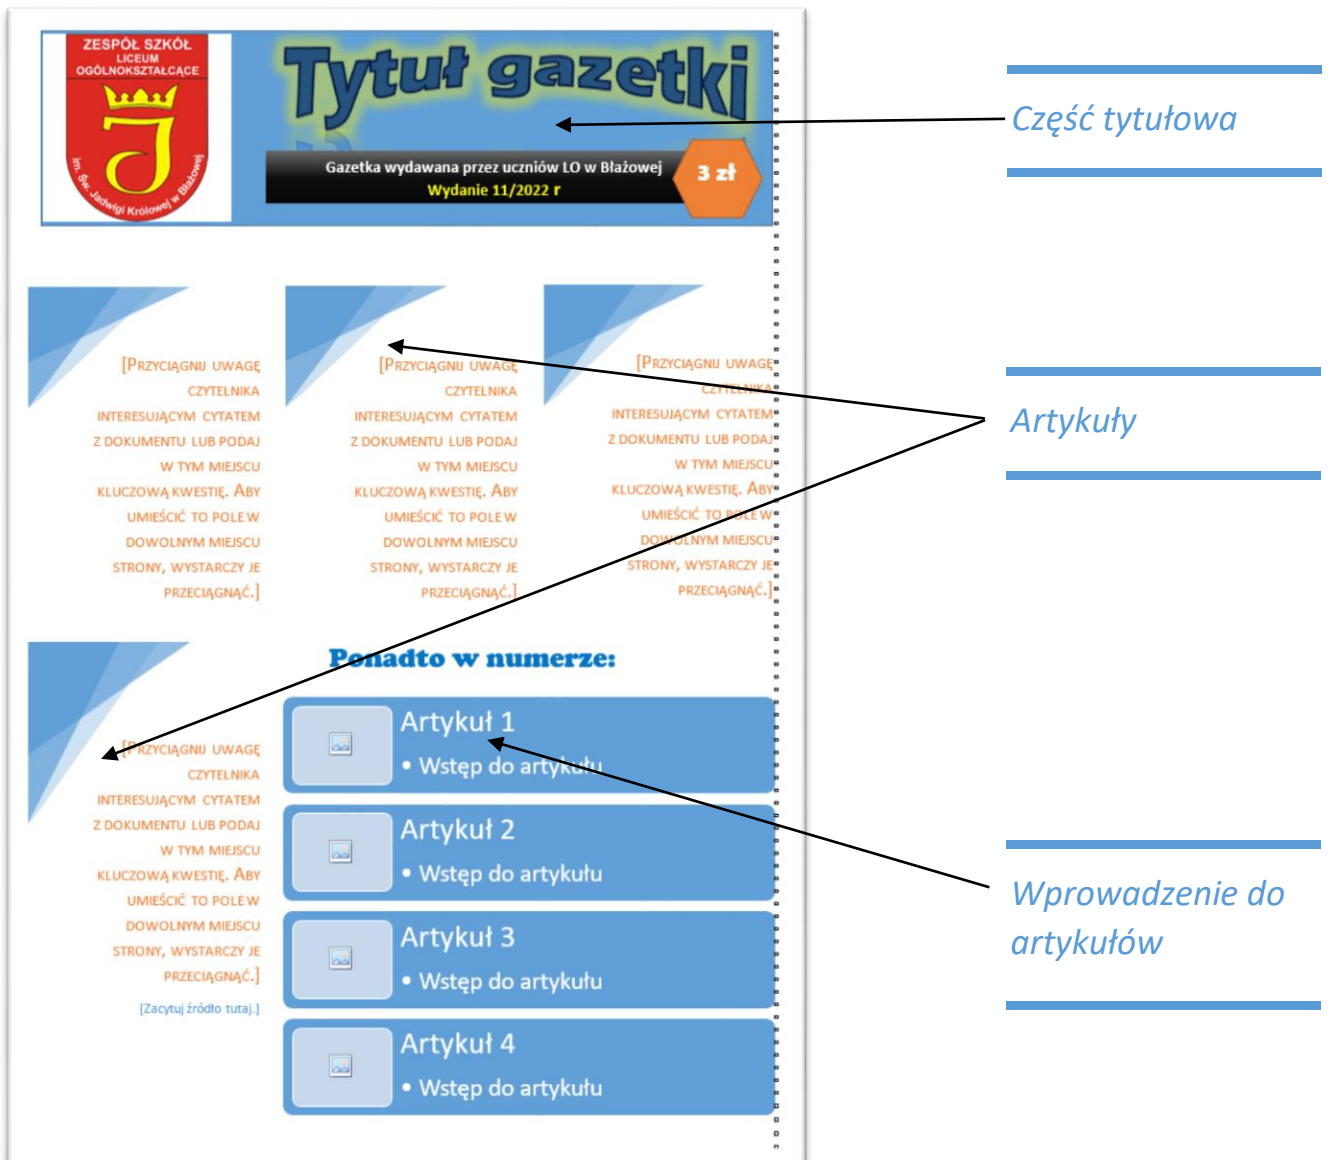 ZESPÓŁ SZKÓŁ
LICEUM
OGÓLNOKSZTAŁCĄCE
J
im. Św. Jadwigi Królowej w Błażowej
Tytuł gazetki
Gazetka wydawana przez uczniów LO w Błażowej
Wydanie 11/2022 r
3 zł
Część tytułowa
[Przyciągnij uwagę
czytelnika
interesującym cytatem
z dokumentu lub podaj
w tym miejscu
kluczową kwestię. Aby
umieścić to pole w
dowolnym miejscu
strony, wystarczy je
przeciągnąć.]
[Przyciągnij uwagę
czytelnika
interesującym cytatem
z dokumentu lub podaj
w tym miejscu
kluczową kwestię. Aby
umieścić to pole w
dowolnym miejscu
strony, wystarczy je
przeciągnąć.]
[Przyciągnij uwagę
czytelnika
interesującym cytatem
z dokumentu lub podaj
w tym miejscu
kluczową kwestię. Aby
umieścić to pole w
dowolnym miejscu
strony, wystarczy je
przeciągnąć.]
Artykuły
[Przyciągnij uwagę
czytelnika
interesującym cytatem
z dokumentu lub podaj
w tym miejscu
kluczową kwestię. Aby
umieścić to pole w
dowolnym miejscu
strony, wystarczy je
przeciągnąć.]
[Zacytuj źródło tutaj.]
Ponadto w numerze:
Artykuł 1
• Wstęp do artykułu
Artykuł 2
• Wstęp do artykułu
Artykuł 3
• Wstęp do artykułu
Artykuł 4
• Wstęp do artykułu
Wprowadzenie do
artykułów